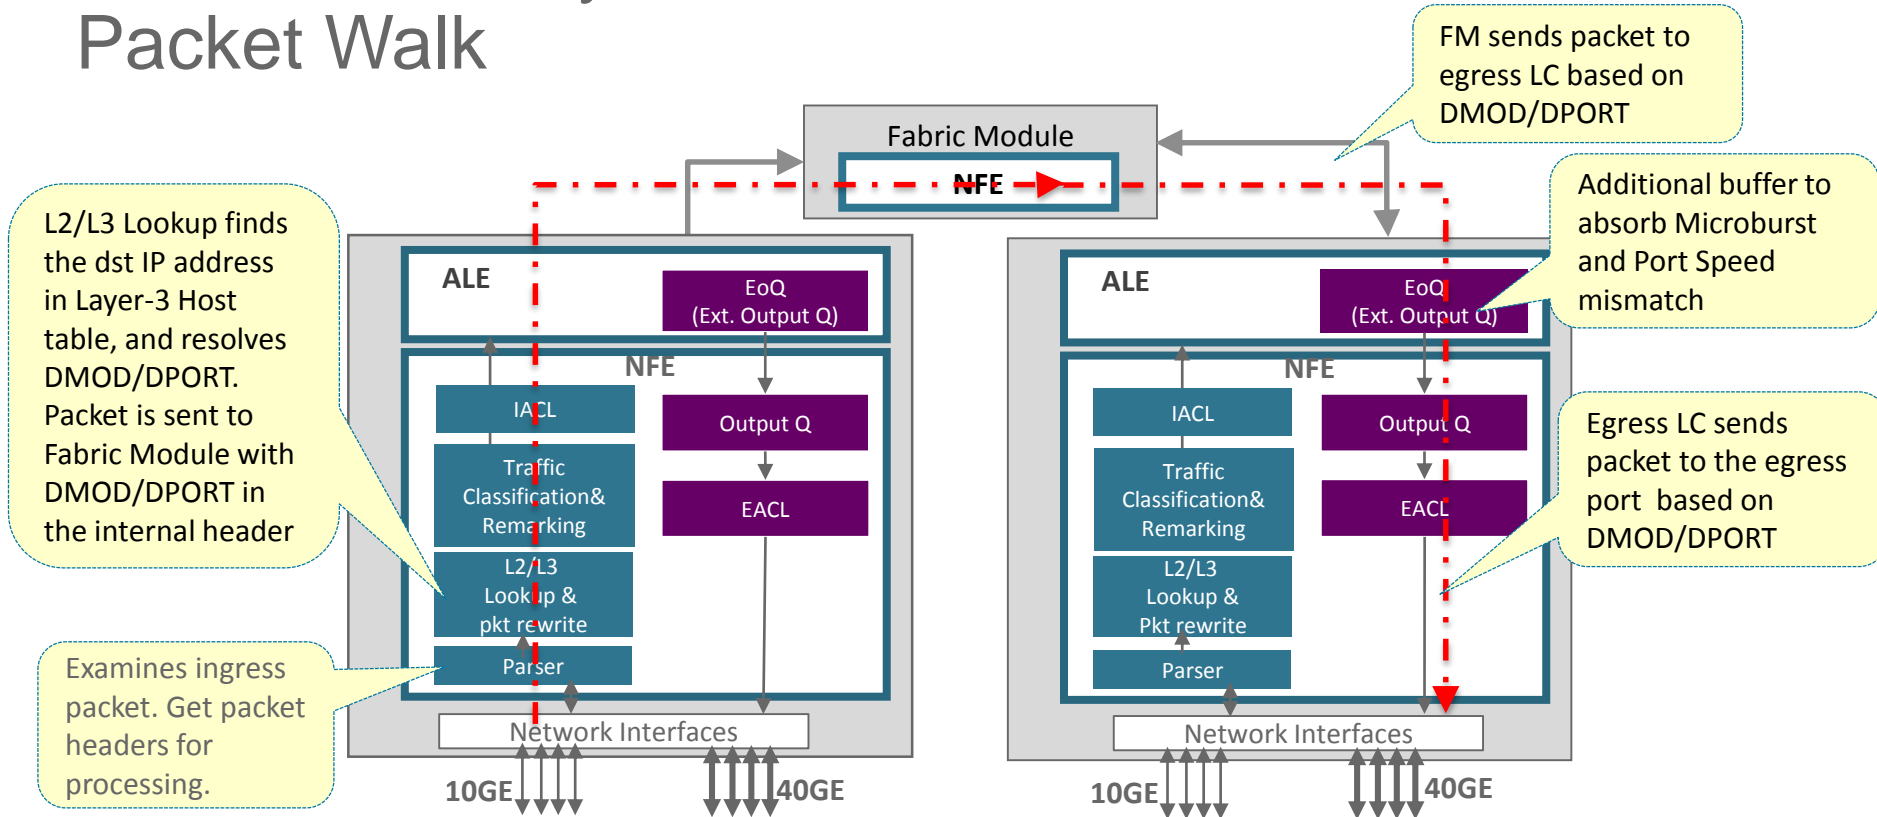 Packet Walk
FM sends packet to
egress LC based on
DMOD/DPORT
Fabric Module
NFE
L2/L3 Lookup finds
the dst IP address
in Layer-3 Host
table, and resolves
DMOD/DPORT.
Packet is sent to
Fabric Module with
DMOD/DPORT in
the internal header
Additional buffer to
absorb Microburst
and Port Speed
mismatch
ALE
EoQ
(Ext. Output Q)
NFE
IACL
Output Q
Traffic
Classification&
Remarking
EACL
L2/L3
Lookup &
pkt rewrite
Parser
Network Interfaces
10GE
40GE
ALE
EoQ
(Ext. Output Q)
NFE
IACL
Output Q
Traffic
Classification&
Remarking
EACL
L2/L3
Lookup &
Pkt rewrite
Parser
Network Interfaces
10GE
40GE
Egress LC sends
packet to the egress
port based on
DMOD/DPORT
Examines ingress
packet. Get packet
headers for
processing.